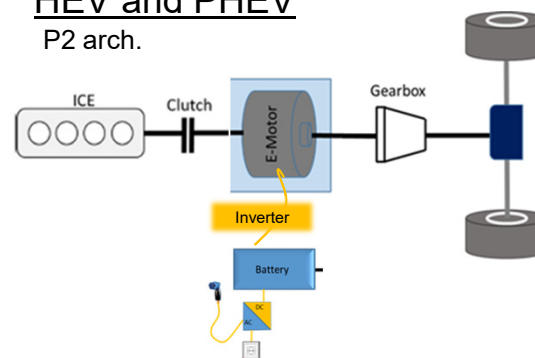 HEV and PHEV
P2 arch.
ICE
Clutch
E-Motor
Gearbox
Inverter
Battery
DC
AC